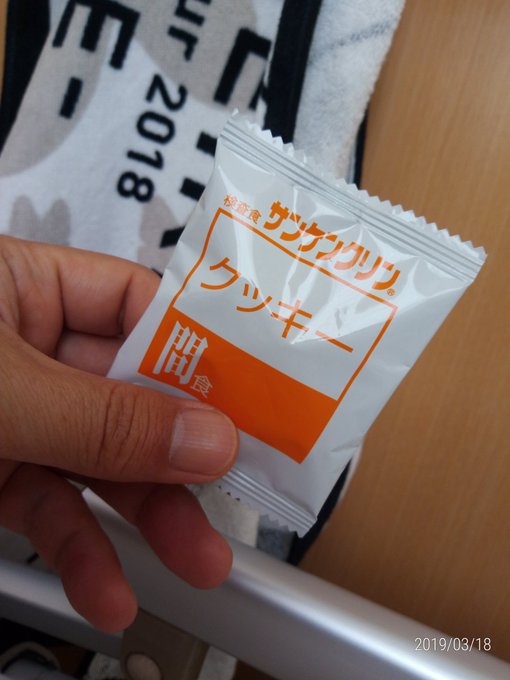 ur 2018
E-
検査食 サンケンクリン®
クッキー
間食
2019/03/18